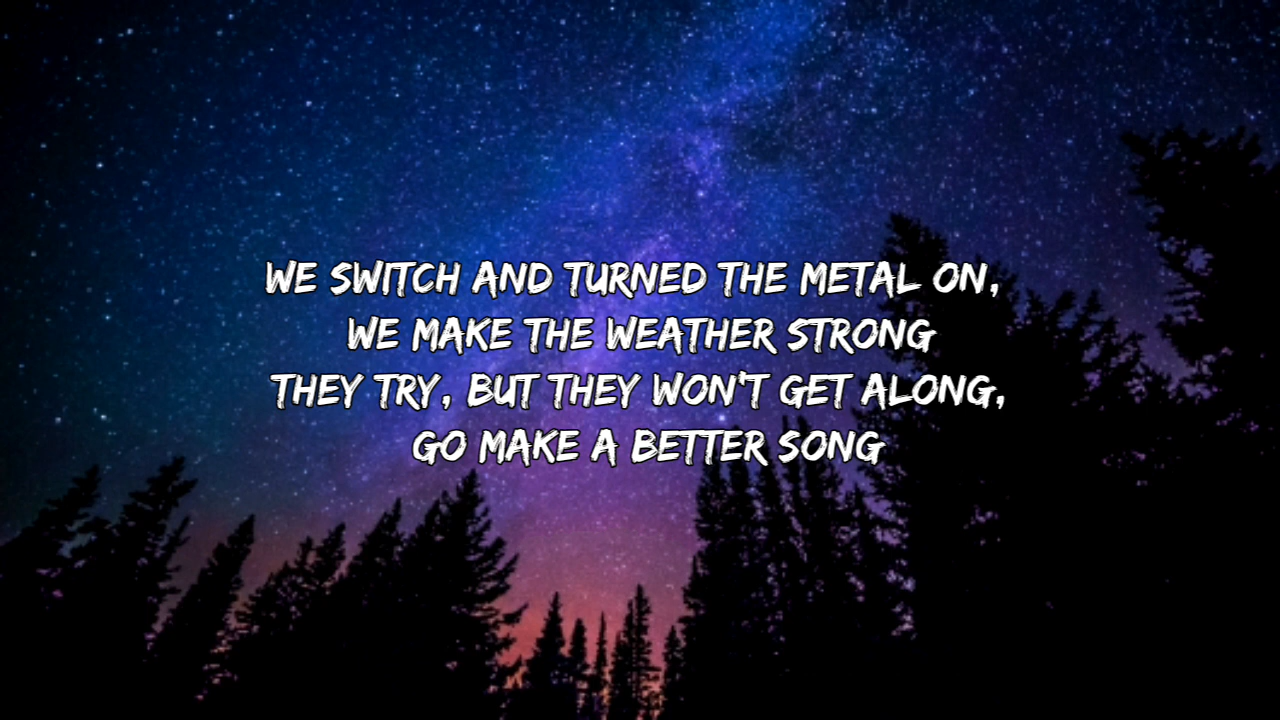 WE SWITCH AND TURNED THE METAL ON,
WE MAKE THE WEATHER STRONG
THEY TRY, BUT THEY WON'T GET ALONG,
GO MAKE A BETTER SONG